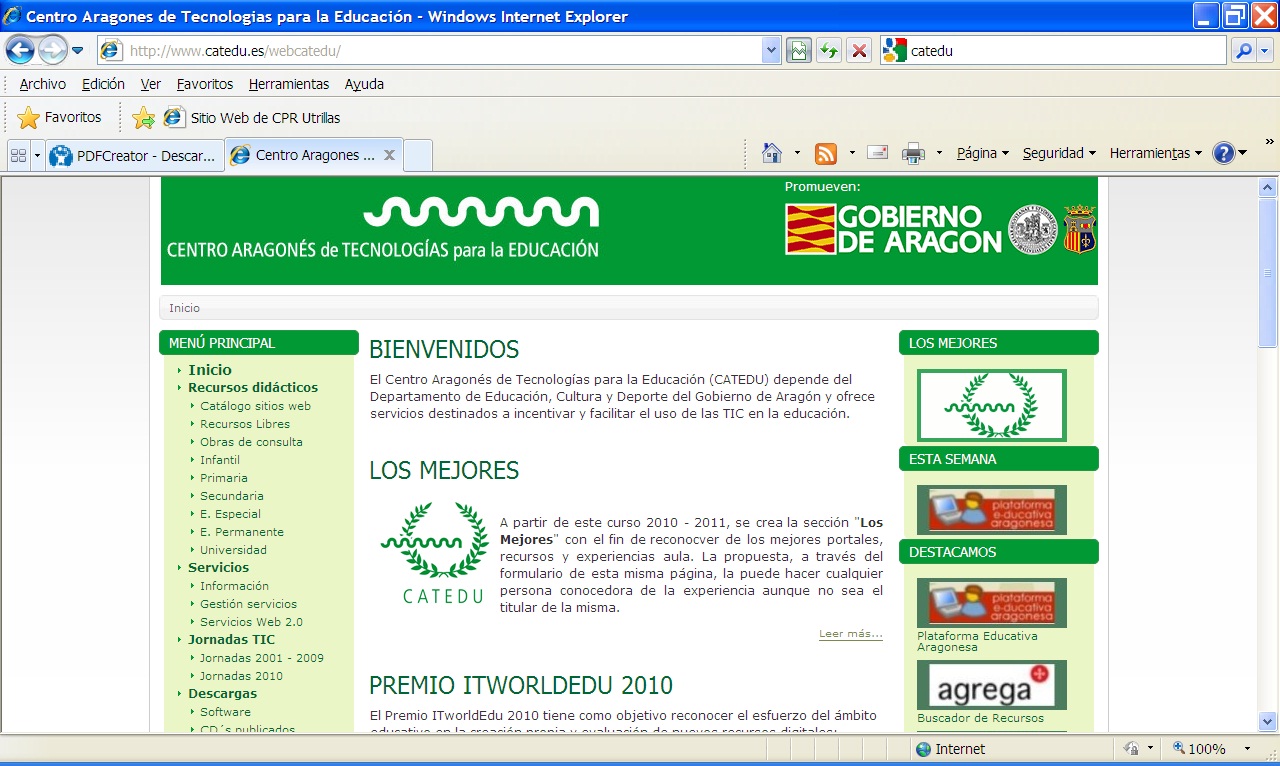 Centro Aragones de Tecnologias para la Educación - Windows Internet Explorer
http://www.catedu.es/webcatedu/
catedu
Archivo Edición Ver Favoritos Herramientas Ayuda
Favoritos Sitio Web de CPR Utrillas
PDFCreator - Descar... Centro Aragones ... Página Seguridad Herramientas
Promueven:
GOBIERNO
DE ARAGON
CENTRO ARAGONÉS de TECNOLOGÍAS para la EDUCACIÓN
Inicio
MENÚ PRINCIPAL
Inicio
Recursos didácticos
Catálogo sitios web
Recursos Libres
Obras de consulta
Infantil
Primaria
Secundaria
E. Especial
E. Permanente
Universidad
Servicios
Información
Gestión servicios
Servicios Web 2.0
Jornadas TIC
Jornadas 2001 - 2009
Jornadas 2010
Descargas
Software
CD´s publicados
BIENVENIDOS
El Centro Aragonés de Tecnologías para la Educación (CATEDU) depende del
Departamento de Educación, Cultura y Deporte del Gobierno de Aragón y ofrece
servicios destinados a incentivar y facilitar el uso de las TIC en la educación.
LOS MEJORES
CATEDU
A partir de este curso 2010 - 2011, se crea la sección "Los
Mejores" con el fin de reconocver de los mejores portales,
recursos y experiencias aula. La propuesta, a través del
formulario de esta misma página, la puede hacer cualquier
persona conocedora de la experiencia aunque no sea el
titular de la misma.
Leer más...
PREMIO ITWORLDEDU 2010
El Premio ITworldEdu 2010 tiene como objetivo reconocer el esfuerzo del ámbito
educativo en la creación propia y evaluación de nuevos recursos digitales;
LOS MEJORES
ESTA SEMANA
plataforma
e-ducativa
aragonesa
DESTACAMOS
plataforma
e-ducativa
aragonesa
Plataforma Educativa
Aragonesa
agrega
Buscador de Recursos
Internet 100%